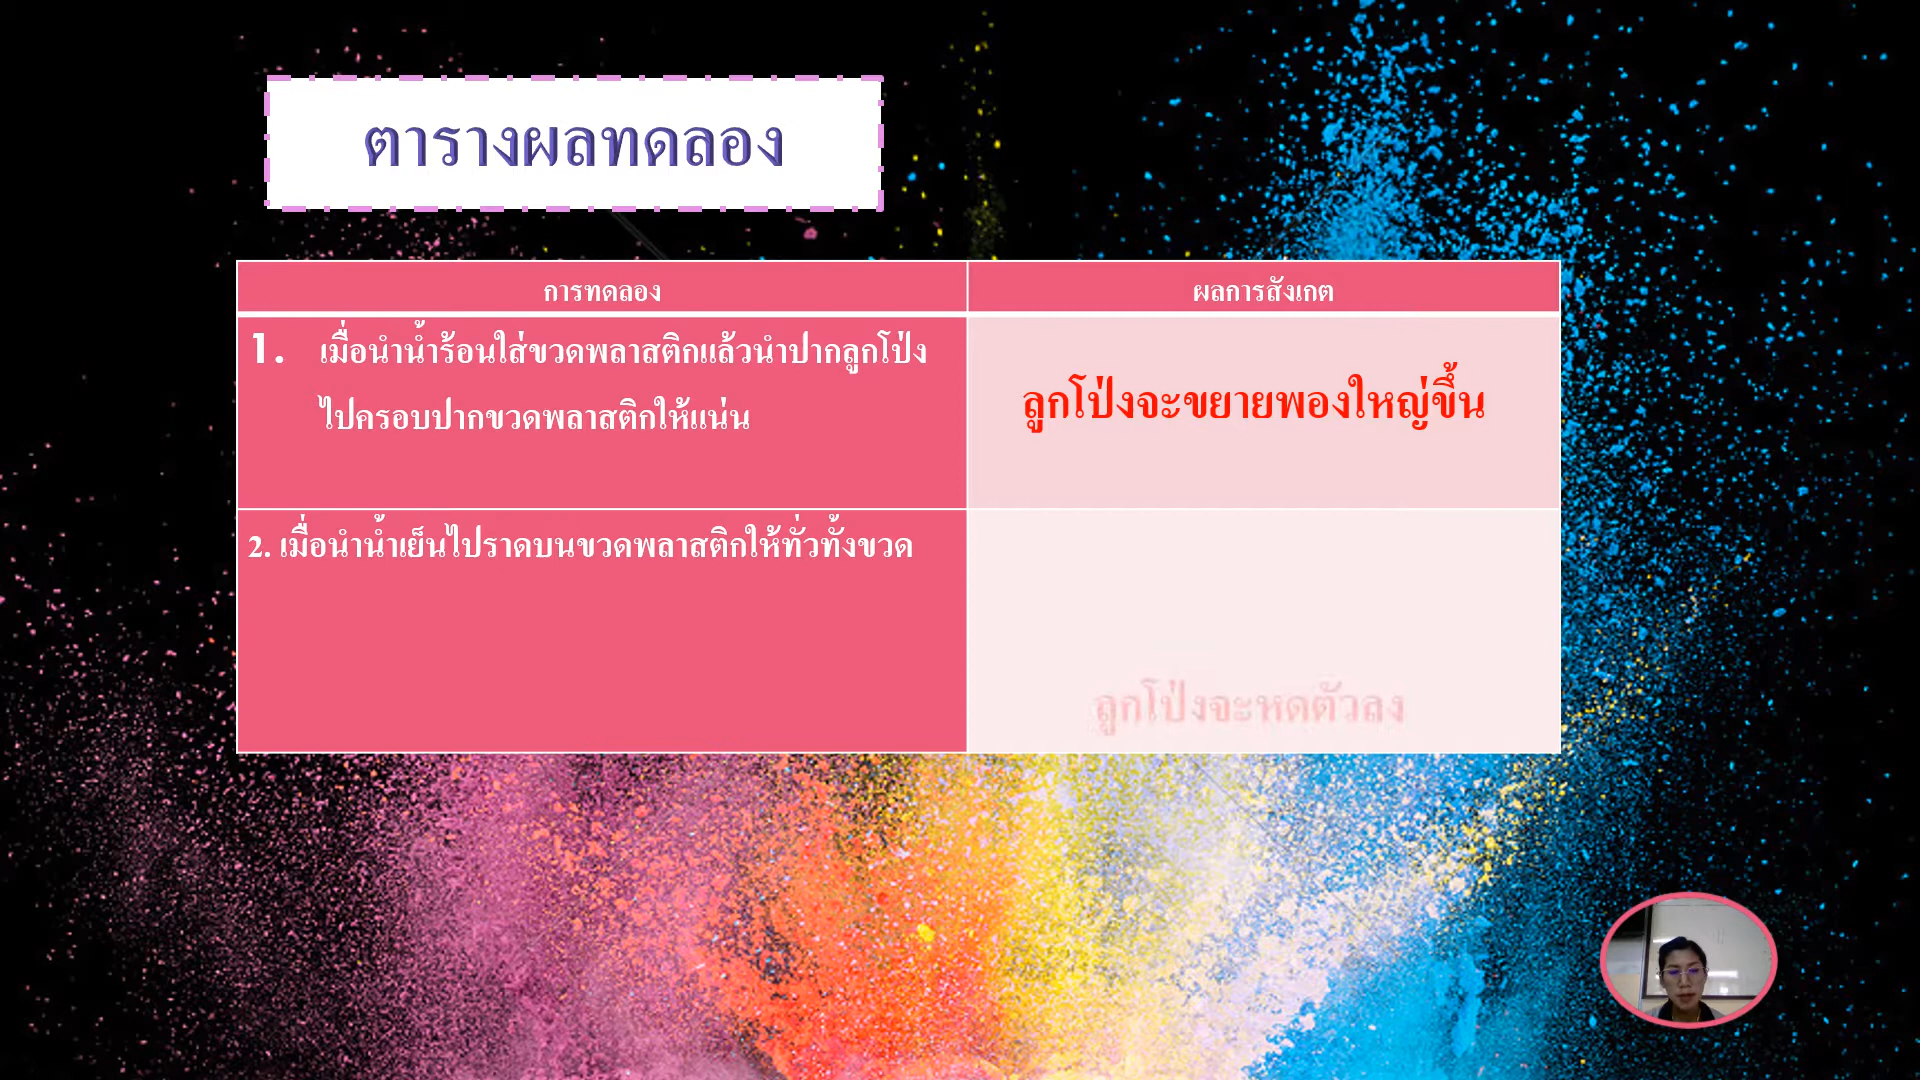 ตารางผลทดลอง
การทดลอง
ผลการสังเกต
1. เมื่อนำน้ำร้อนใส่ขวดพลาสติกแล้วนำปากลูกโป่ง
ไปครอบปากขวดพลาสติกให้แน่น
ลูกโป่งจะขยายพองใหญ่ขึ้น
2. เมื่อนำน้ำเย็นไปราดบนขวดพลาสติกให้ทั่วทั้งขวด
ลูกโป่งจะหดตัวลง